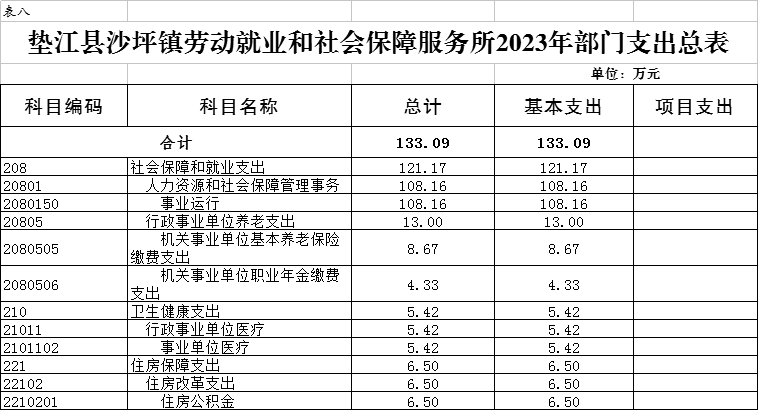 表八
垫江县沙坪镇劳动就业和社会保障服务所2023年部门支出总表
单位：万元
科目编码 科目名称 总计 基本支出 项目支出
合计 133.09 133.09
208 社会保障和就业支出 121.17 121.17
20801 人力资源和社会保障管理事务 108.16 108.16
2080150 事业运行 108.16 108.16
20805 行政事业单位养老支出 13.00 13.00
2080505 机关事业单位基本养老保险
缴费支出 8.67 8.67
2080506 机关事业单位职业年金缴费
支出 4.33 4.33
210 卫生健康支出 5.42 5.42
21011 行政事业单位医疗 5.42 5.42
2101102 事业单位医疗 5.42 5.42
221 住房保障支出 6.50 6.50
22102 住房改革支出 6.50 6.50
2210201 住房公积金 6.50 6.50